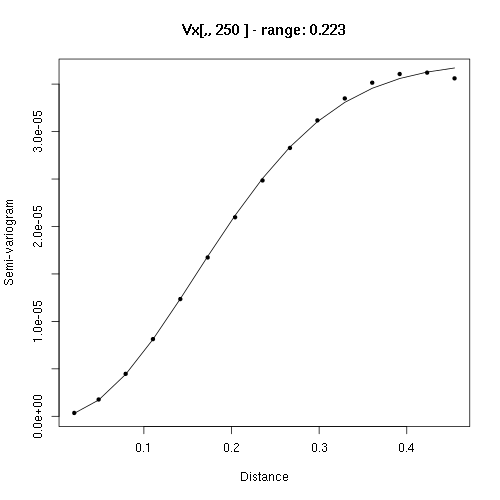 Vx[,, 250 ] - range: 0.223
Semi-variogram
3.0e-05
2.0e-05
1.0e-05
0.0e+00
0.1 0.2 0.3 0.4
Distance